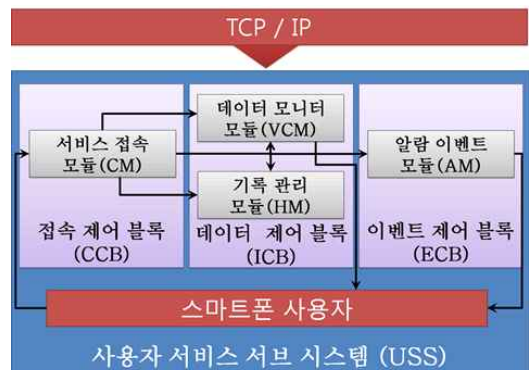 TCP / IP
서비스 접속
모듈(CM)
접속 제어 블록
(CCB)
데이터 모니터
모듈(VCM)
기록 관리
모듈(HM)
데이터 제어 블록
(ICB)
알람 이벤트
모듈(AM)
이벤트 제어 블록
(ECB)
스마트폰 사용자
사용자 서비스 서브 시스템 (USS)